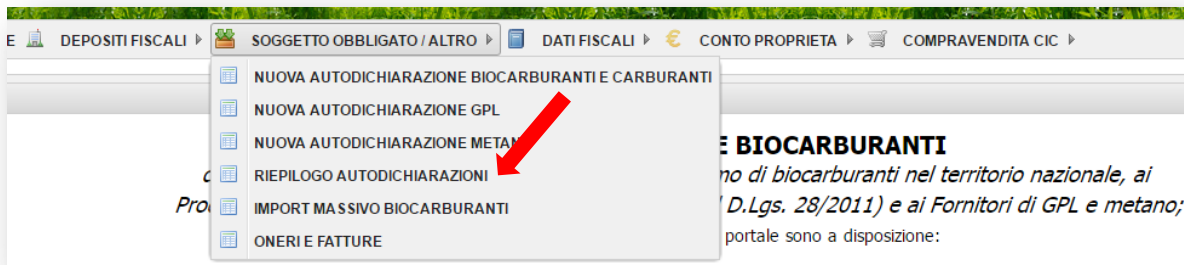 E DEPOSITI FISCALI SOGGETTO OBBLIGATO / ALTRO DATI FISCALI € CONTO PROPRIETA COMPRAVENDITA CIC
NUOVA AUTODICHIARAZIONE BIOCARBURANTI E CARBURANTI
NUOVA AUTODICHIARAZIONE GPL
NUOVA AUTODICHIARAZIONE METAN
E BIOCARBURANTI
RIEPILOGO AUTODICHIARAZIONI
no di biocarburanti nel territorio nazionale, ai
Pro
IMPORT MASSIVO BIOCARBURANTI
D.Lgs. 28/2011) e ai Fornitori di GPL e metano;
ONERI E FATTURE
portale sono a disposizione: